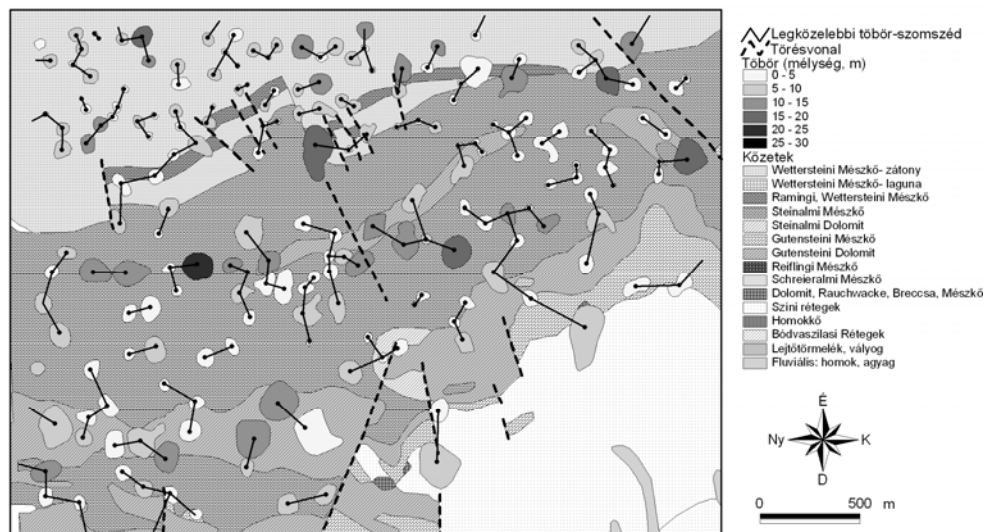 Legközelebbi töbör-szomszéd
Törésvonal
Töbör (mélység, m)
0 - 5
5 - 10
10 - 15
15 - 20
20 - 25
25 - 30
Kőzetek
Wettersteini Mészkő- zátony
Wettersteini Mészkő- laguna
Ramingi, Wettersteini Mészkő
Steinalmi Mészkő
Steinalmi Dolomit
Gutensteini Mészkő
Gutensteini Dolomit
Reiflingi Mészkő
Schreieralmi Mészkő
Dolomit, Rauchwacke, Breccsa, Mészkő
Szini rétegek
Homokkő
Bódvaszilasi Rétegek
Lejtőtörmelék, vályog
Fluviális: homok, agyag
É
Ny K
D
0 500 m